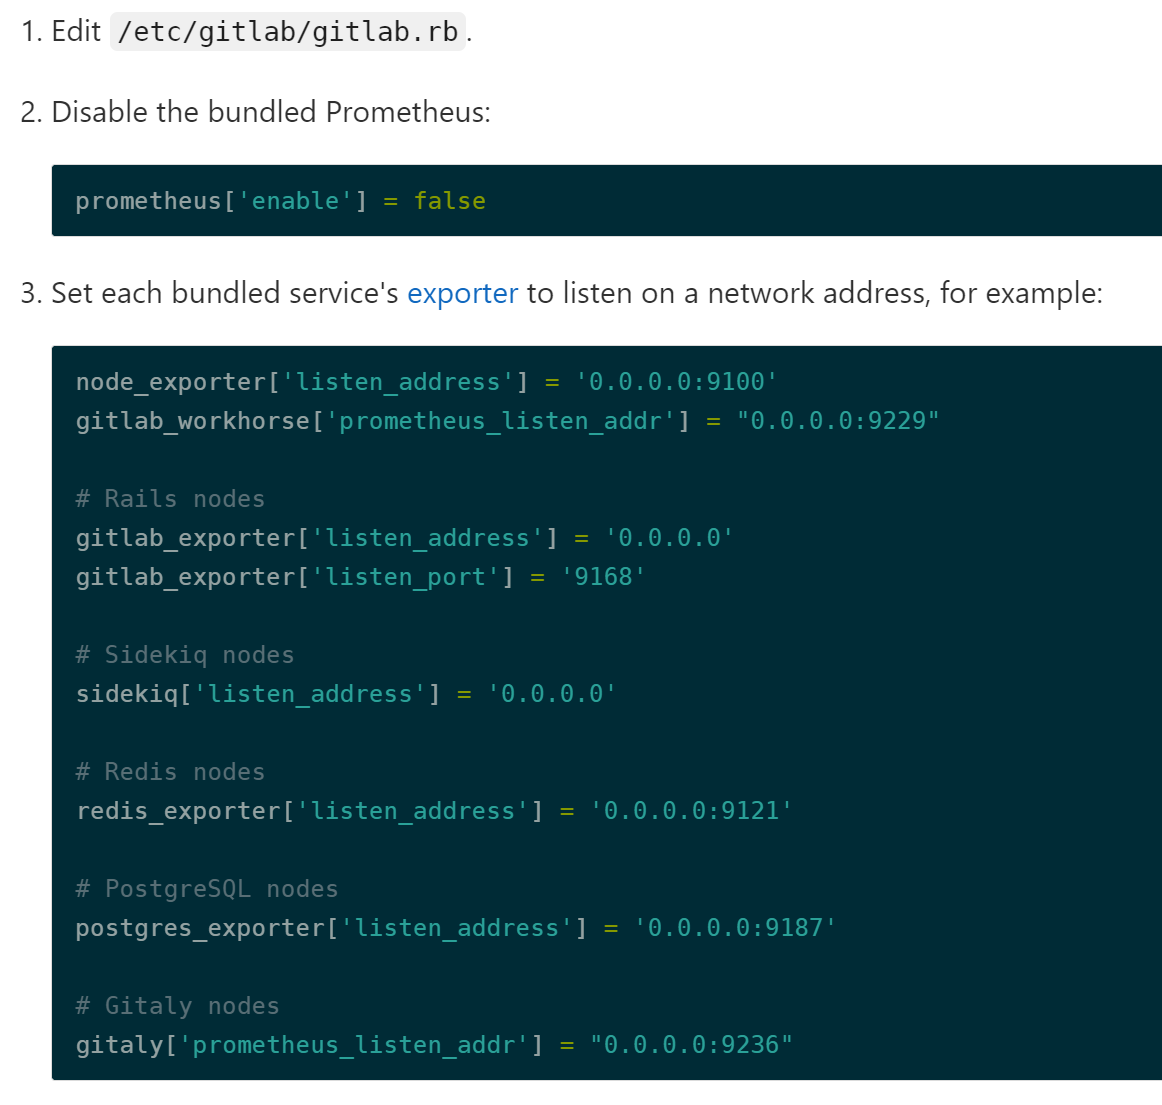 1. Edit /etc/gitlab/gitlab.rb.
2. Disable the bundled Prometheus:
prometheus['enable'] = false
3. Set each bundled service's exporter to listen on a network address, for example:
node_exporter['listen_address'] = '0.0.0.0:9100'
gitlab_workhorse['prometheus_listen_addr'] = "0.0.0.0:9229"
# Rails nodes
gitlab_exporter['listen_address'] = '0.0.0.0'
gitlab_exporter['listen_port'] = '9168'
# Sidekiq nodes
sidekiq['listen_address'] = '0.0.0.0'
# Redis nodes
redis_exporter['listen_address'] = '0.0.0.0:9121'
# PostgreSQL nodes
postgres_exporter['listen_address'] = '0.0.0.0:9187'
# Gitaly nodes
gitaly['prometheus_listen_addr'] = "0.0.0.0:9236"